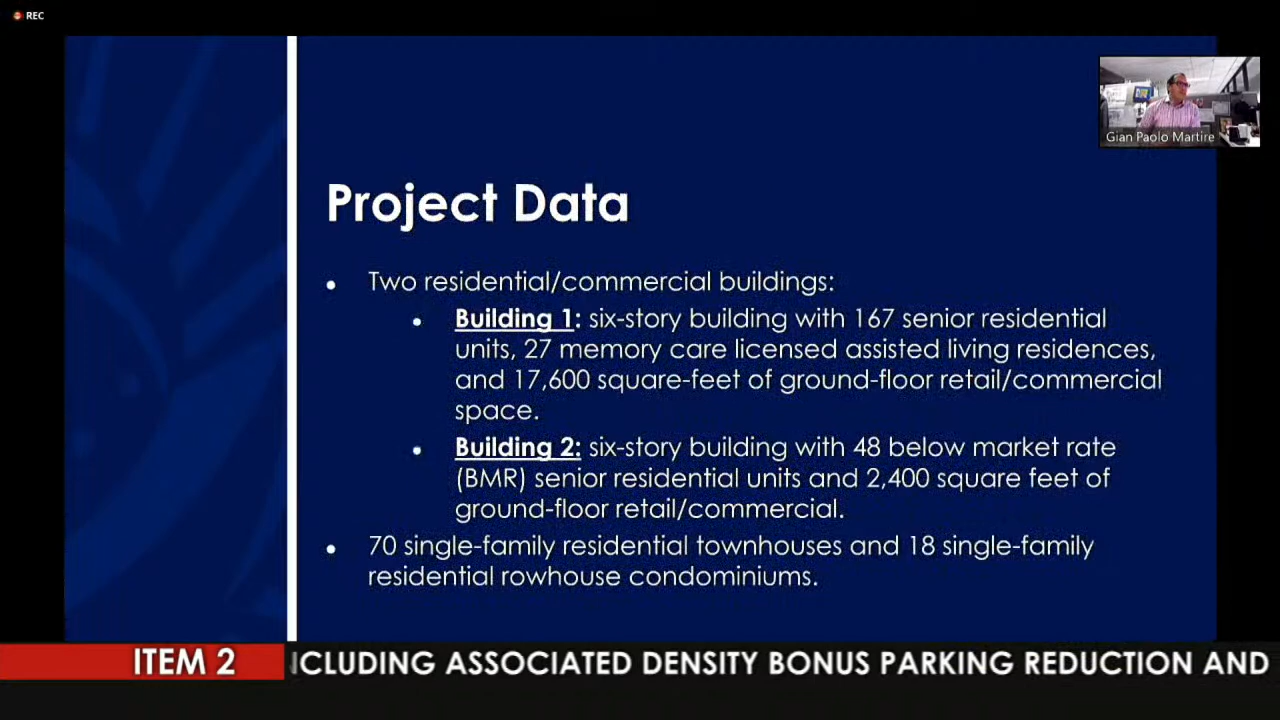 REC
Gian Paolo Martire
Project Data
• Two residential/commercial buildings:
• Building 1: six-story building with 167 senior residential
units, 27 memory care licensed assisted living residences,
and 17,600 square-feet of ground-floor retail/commercial
space.
• Building 2: six-story building with 48 below market rate
(BMR) senior residential units and 2,400 square feet of
ground-floor retail/commercial.
• 70 single-family residential townhouses and 18 single-family
residential rowhouse condominiums.
ITEM 2 NCLUDING ASSOCIATED DENSITY BONUS PARKING REDUCTION AND